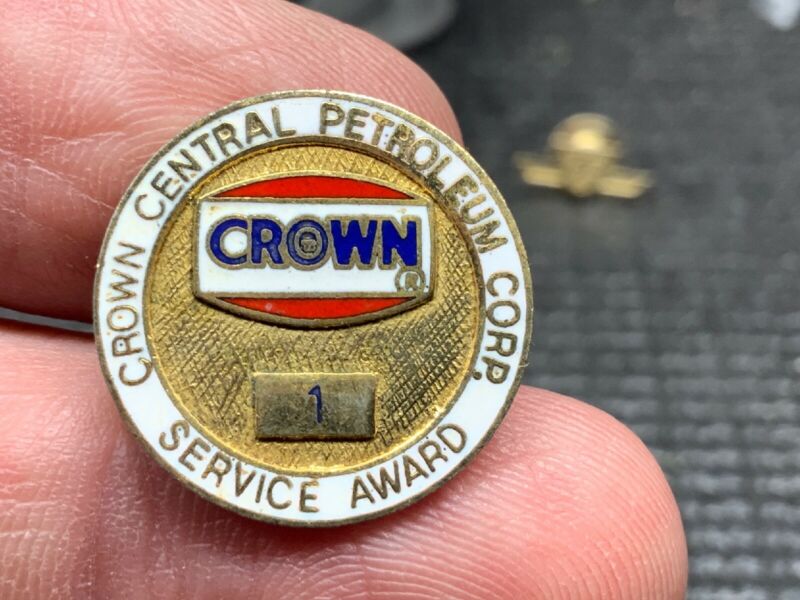 CROWN CENTRAL PETROLEUM CORP.
CROWN ®
1
SERVICE AWARD